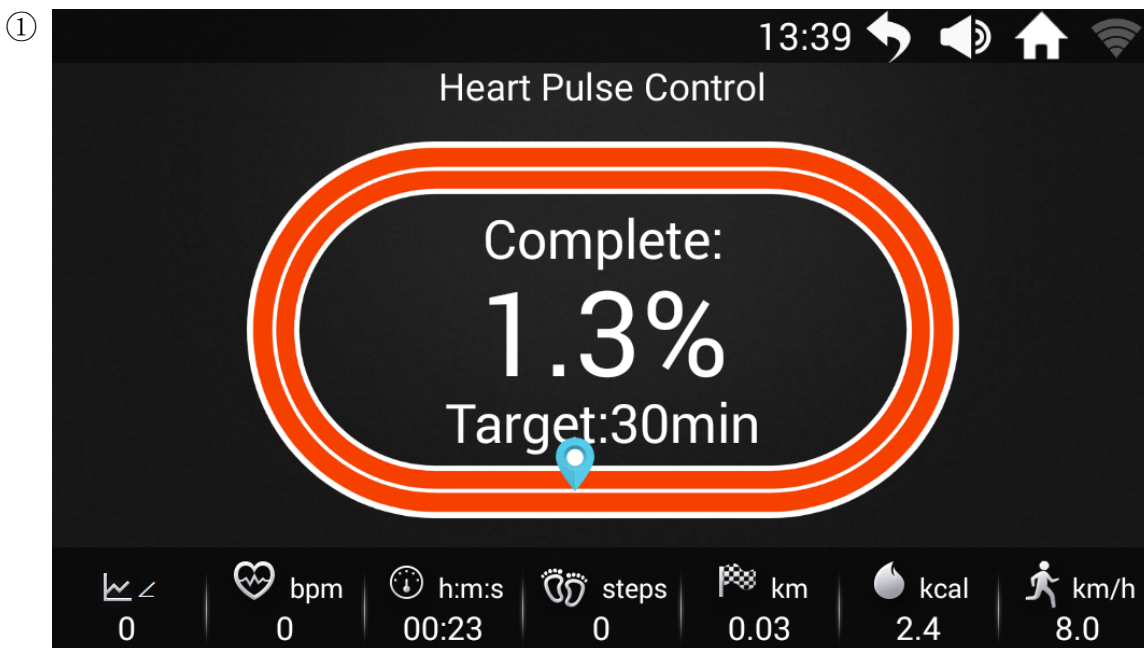 ①
13:39
Heart Pulse Control
Complete:
1.3%
Target:30min
bpm h:m:s steps km kcal km/h
0 0 00:23 0 0.03 2.4 8.0